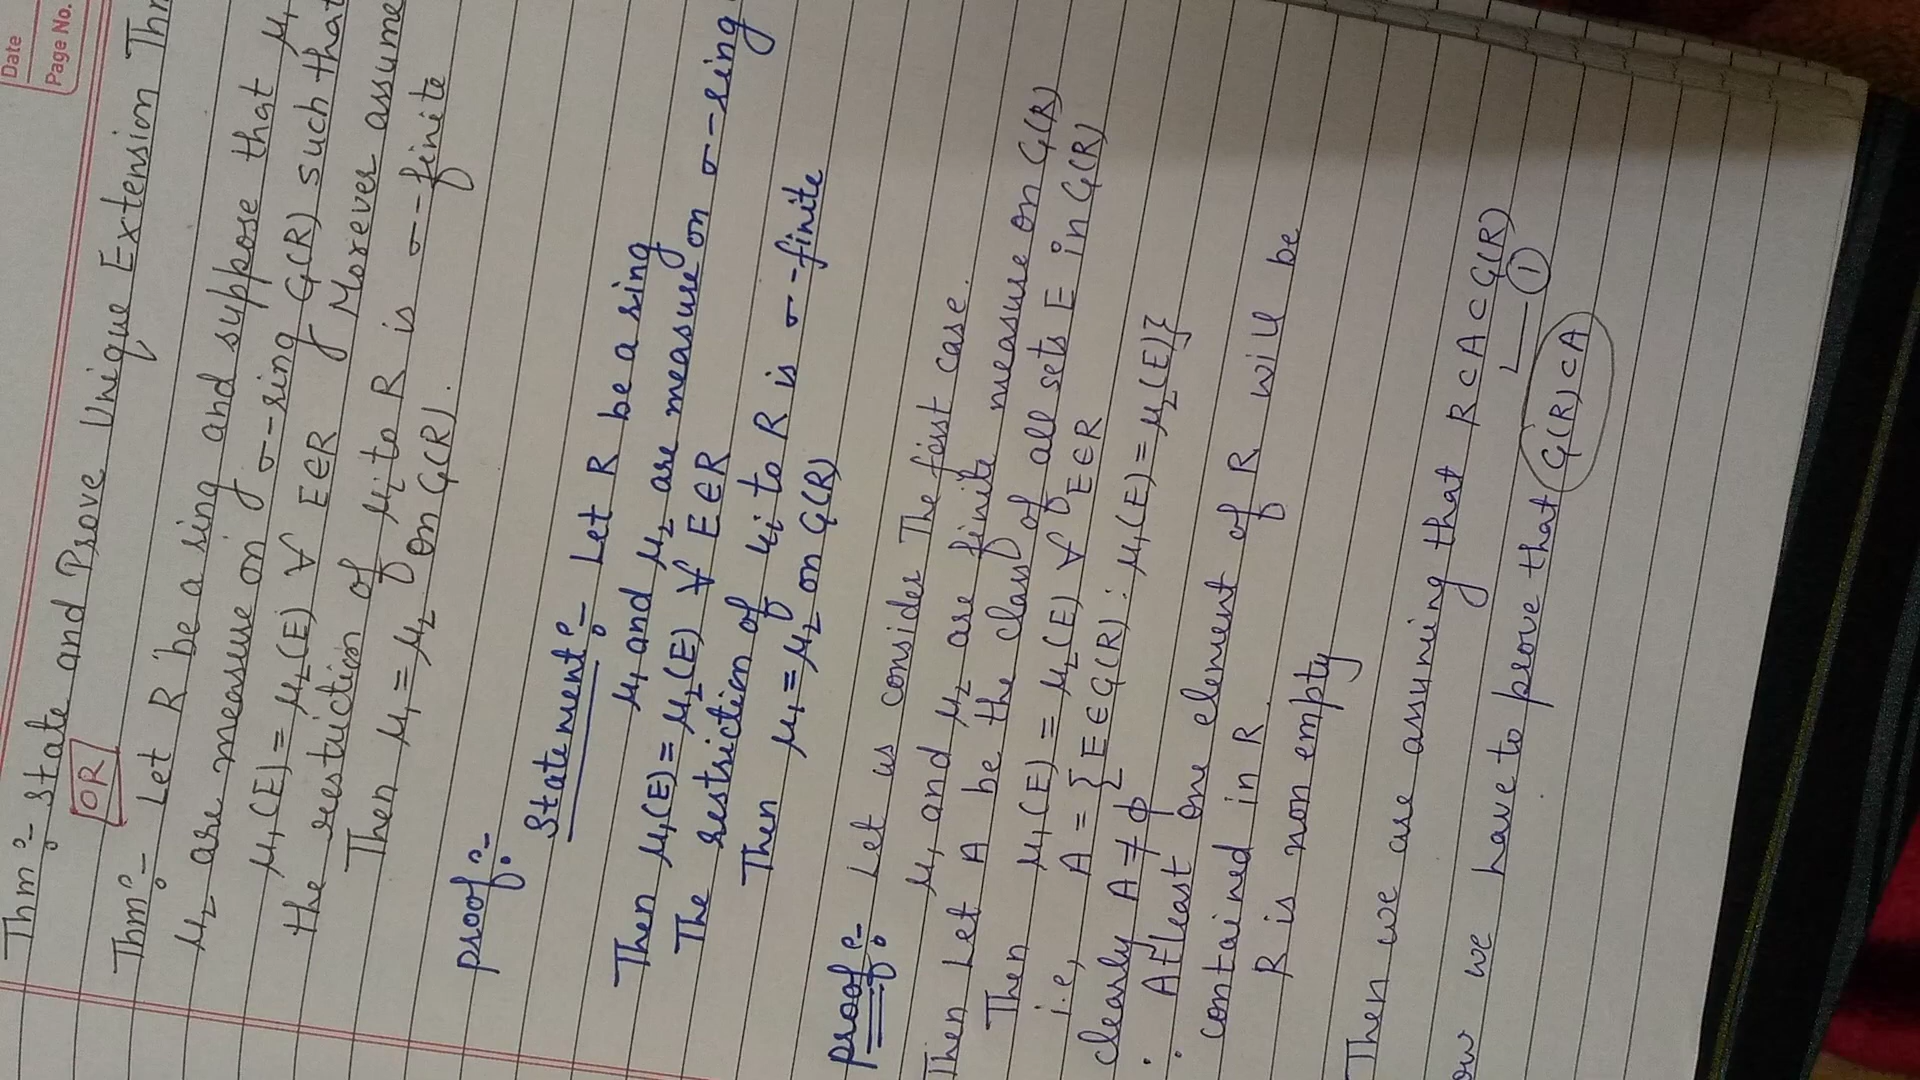 Date
Page No.
Thm:- State and Prove Unique Extension Thm
OR
Thm:- Let R be a ring and suppose that μ1
μ2 are measure on σ-ring G(R) such that
μ1(E) = μ2(E) ∀ E∈R } Morever assume
the restriction of μi to R is σ-finite
Then μ1 = μ2 on G(R).
proof:-
Statement:- Let R be a ring
μ1 and μ2 are measure on σ-ring
Then μ1(E) = μ2(E) ∀ E∈R
The restriction of μi to R is σ-finite
Then μ1 = μ2 on G(R)
proof:- Let us consider The first case.
Then μ1 and μ2 are finite measure on G(R)
Let A be the class of all sets E in G(R)
Then μ1(E) = μ2(E) ∀ E∈R
i.e, A = {E∈G(R) : μ1(E) = μ2(E)}
clearly A ≠ ϕ
∴ Atleast one element of R will be
contained in R
R is non empty
Then we are assuming that R⊂A⊂G(R)
①
ow we have to prove that G(R)⊂A